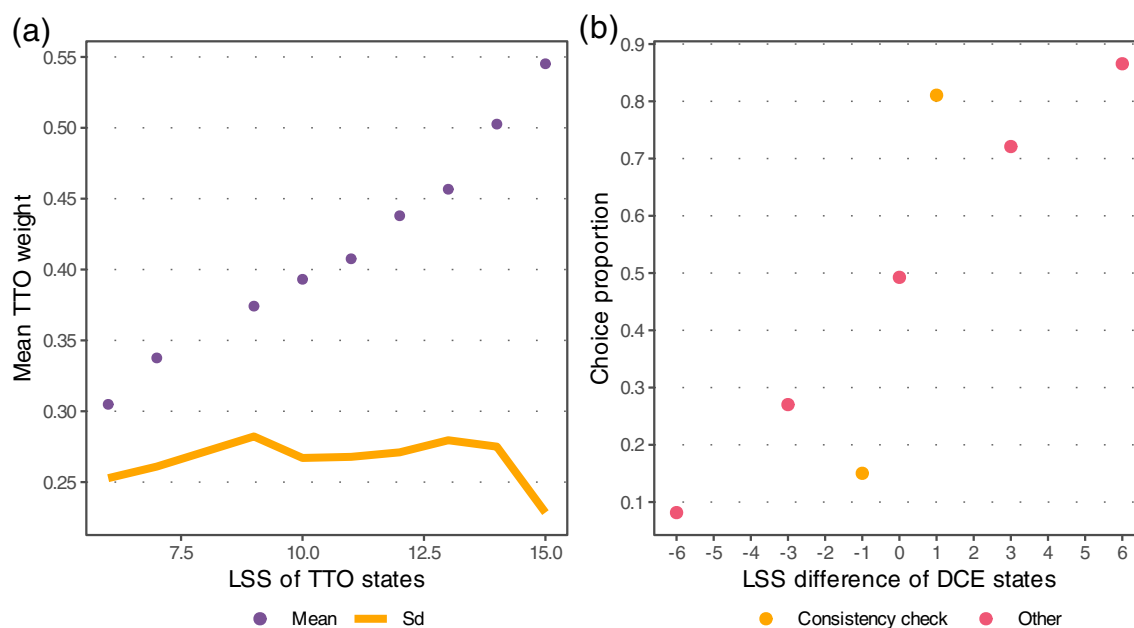 (a)
Mean TTO weight
0.55
0.50
0.45
0.40
0.35
0.30
0.25
7.5 10.0 12.5 15.0
LSS of TTO states
Mean Sd
(b)
Choice proportion
0.9
0.8
0.7
0.6
0.5
0.4
0.3
0.2
0.1
-6 -5 -4 -3 -2 -1 0 1 2 3 4 5 6
LSS difference of DCE states
Consistency check Other